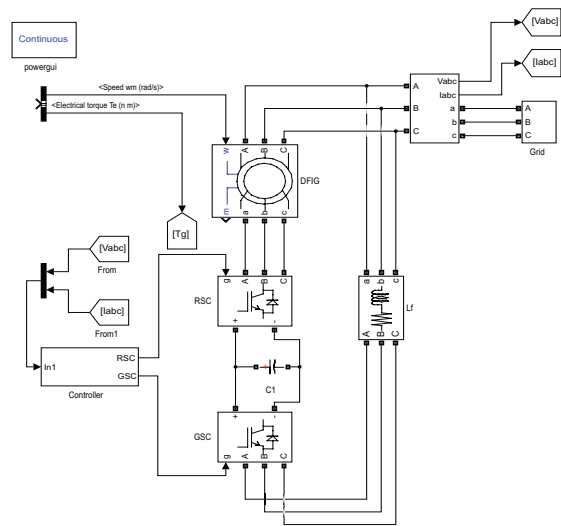 [Vabc]
Continuous
powergui
[Iabc]
<Speed wm (rad/s)>
<Electrical torque Te (n m)>
Vabc
A
Iabc
B
a
A
b
B
C
c
C
Grid
w
A
B
C
DFIG
m
a
b
c
[Tg]
[Vabc]
From
[Iabc]
From1
g
A
B
C
RSC
+
-
a
b
c
Lf
A
B
C
In1
RSC
GSC
Controller
+
C1
+
-
GSC
g
A
B
C